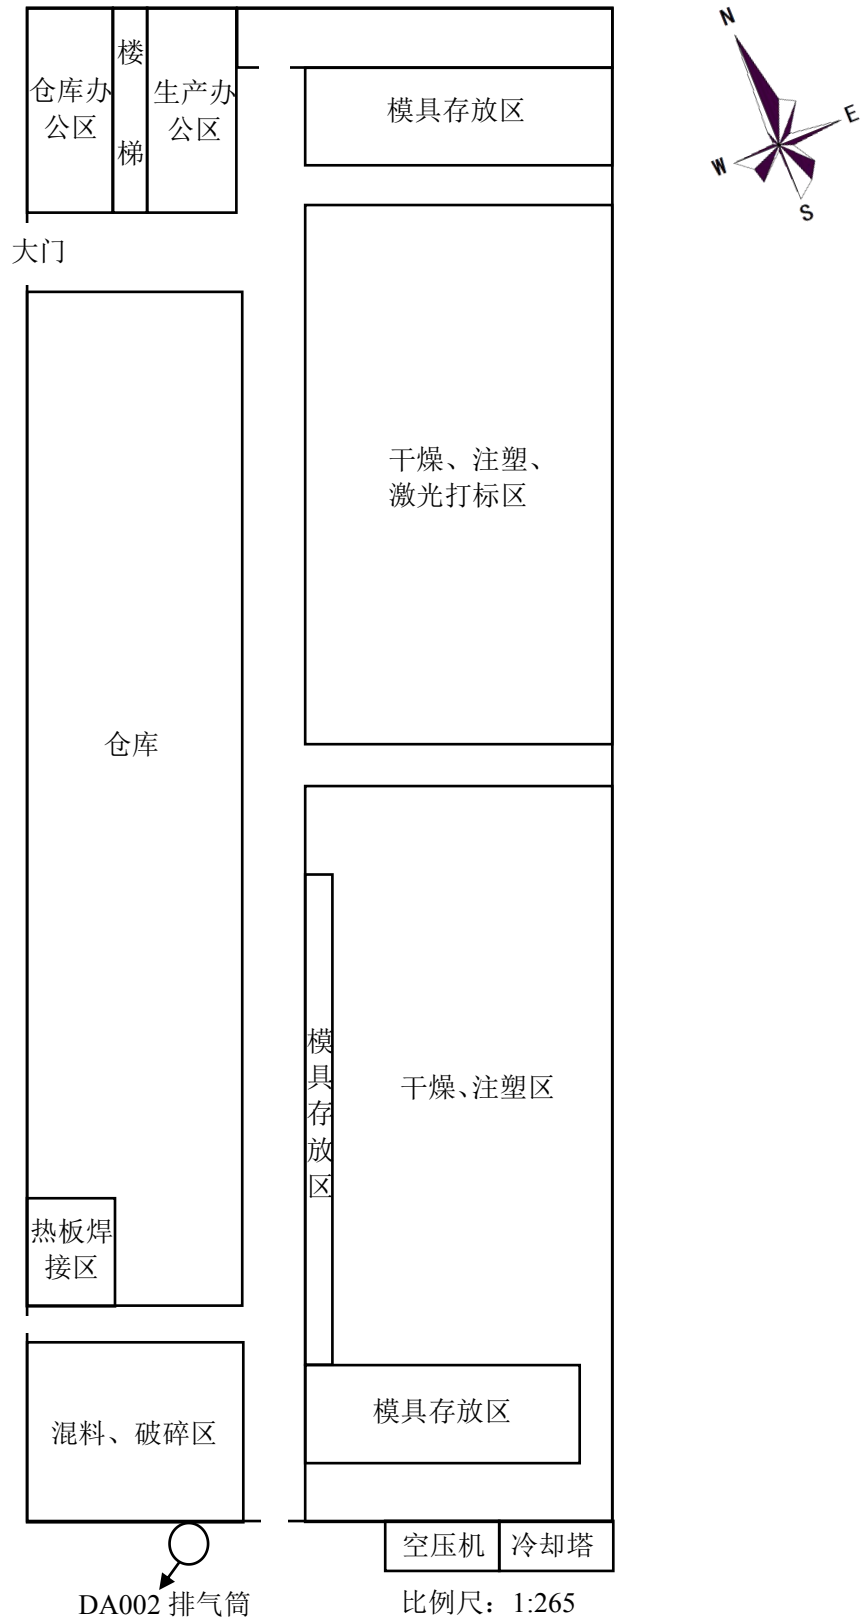 N
E
W
S
仓库办
公区
楼
梯
生产办
公区
模具存放区
大门
干燥、注塑、
激光打标区
仓库
模
具
存
放
区
干燥、注塑区
热板焊
接区
模具存放区
混料、破碎区
空压机
冷却塔
DA002 排气筒
比例尺：1:265